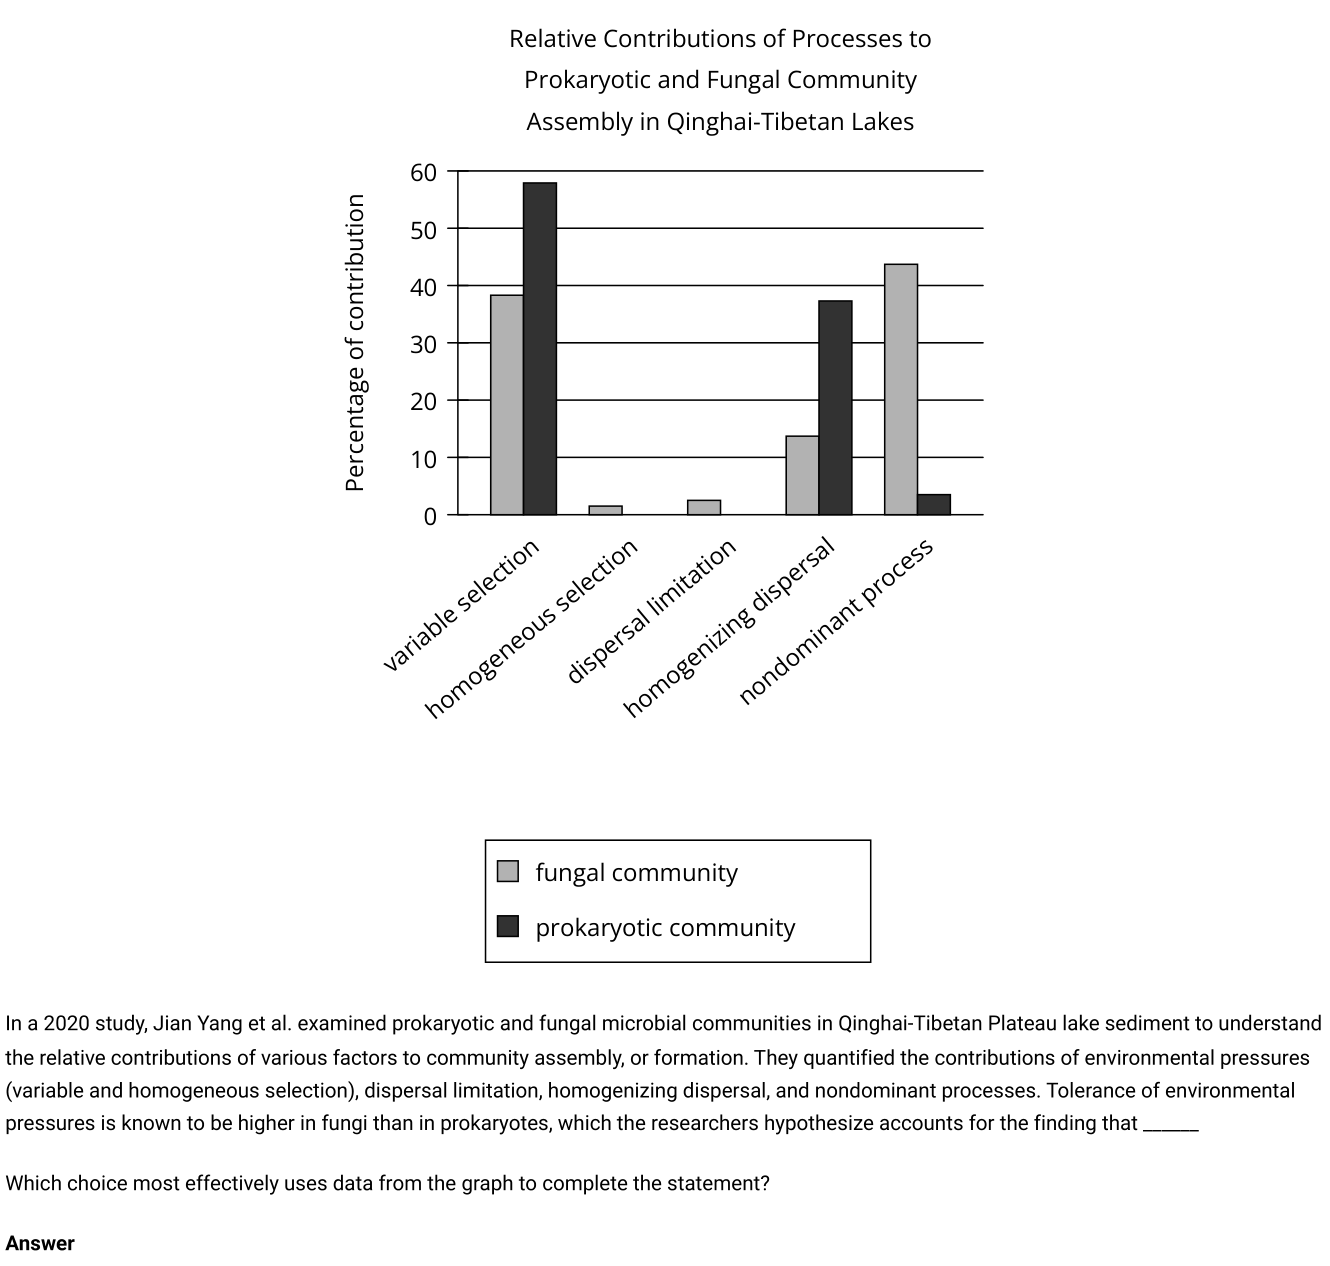 Relative Contributions of Processes to
Prokaryotic and Fungal Community
Assembly in Qinghai-Tibetan Lakes
Percentage of contribution
60
50
40
30
20
10
0
variable selection
homogeneous selection
dispersal limitation
homogenizing dispersal
nondominant process
fungal community
prokaryotic community
In a 2020 study, Jian Yang et al. examined prokaryotic and fungal microbial communities in Qinghai-Tibetan Plateau lake sediment to understand
the relative contributions of various factors to community assembly, or formation. They quantified the contributions of environmental pressures
(variable and homogeneous selection), dispersal limitation, homogenizing dispersal, and nondominant processes. Tolerance of environmental
pressures is known to be higher in fungi than in prokaryotes, which the researchers hypothesize accounts for the finding that ______
Which choice most effectively uses data from the graph to complete the statement?
Answer